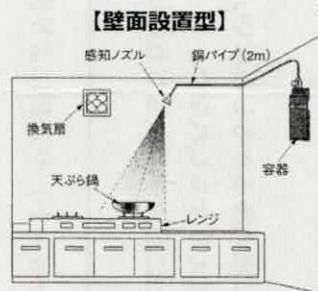 【壁面設置型】
感知ノズル
銅パイプ(2m)
換気扇
容器
天ぷら鍋
レンジ